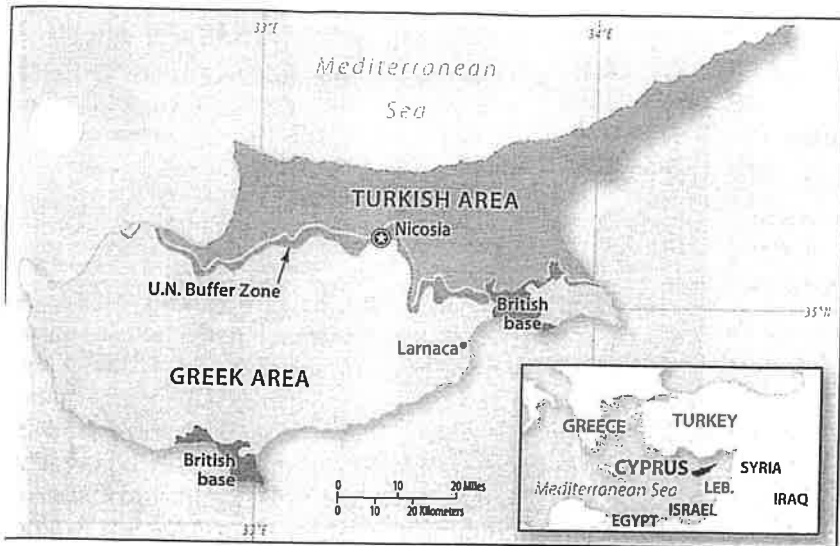 33°E
34°E
Mediterranean
Sea
TURKISH AREA
Nicosia
U.N. Buffer Zone
British
base
35°N
Larnaca
GREEK AREA
British
base
0 10 20 Miles
0 10 20 Kilometers
33°E
GREECE
TURKEY
CYPRUS
SYRIA
Mediterranean Sea
LEB.
IRAQ
ISRAEL
EGYPT